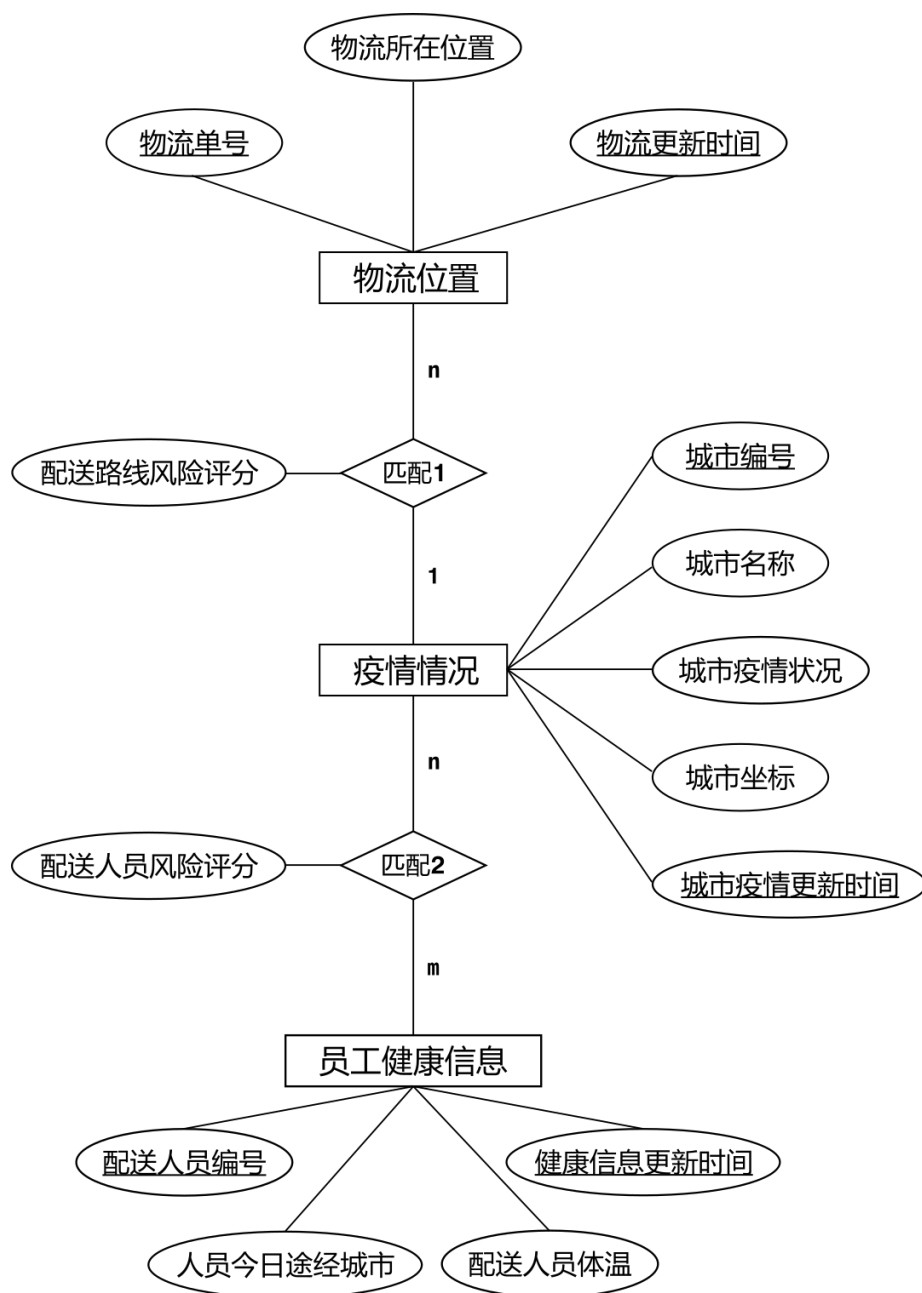 物流所在位置
物流单号
物流更新时间
物流位置
n
配送路线风险评分
匹配1
城市编号
城市名称
1
疫情情况
城市疫情状况
n
城市坐标
配送人员风险评分
匹配2
城市疫情更新时间
m
员工健康信息
配送人员编号
健康信息更新时间
人员今日途经城市
配送人员体温